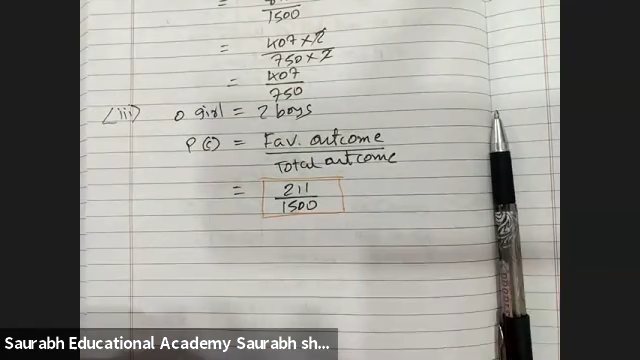 =
1500
= 407 × 2
750 × 2
= 407
750
(iii) 0 girl = 2 boys
P(C) = Fav. outcome
Total outcome
= 211
1500
Saurabh Educational Academy Saurabh sh...